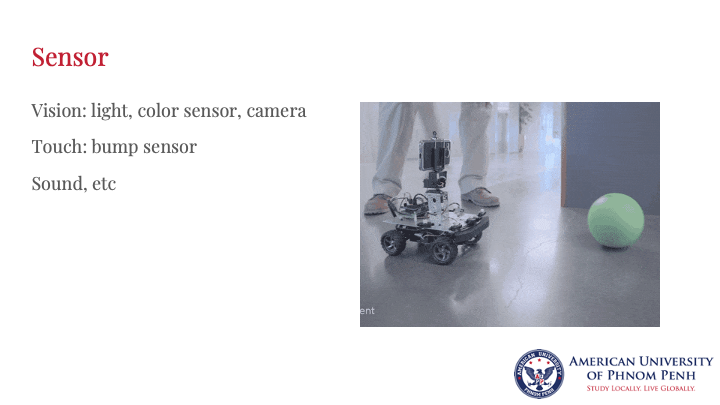 Sensor
Vision: light, color sensor, camera
Touch: bump sensor
Sound, etc
ent
AMERICAN UNIVERSITY
OF PHNOM PENH
STUDY LOCALLY. LIVE GLOBALLY.
AMERICAN UNIVERSITY
PHNOM PENH